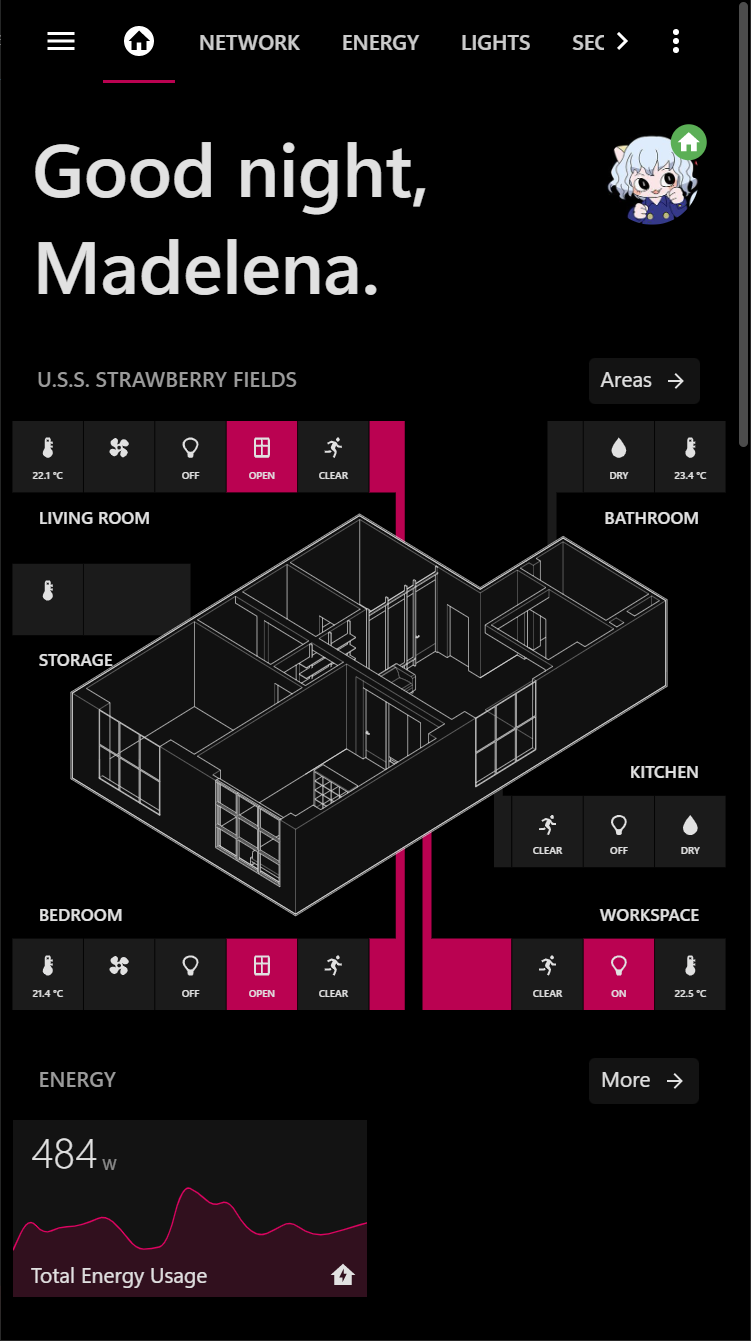 NETWORK
ENERGY
LIGHTS
SEC
Good night,
Madelena.
U.S.S. STRAWBERRY FIELDS
Areas
22.1 °C
OFF
OPEN
CLEAR
DRY
23.4 °C
LIVING ROOM
BATHROOM
STORAGE
KITCHEN
CLEAR
OFF
DRY
BEDROOM
WORKSPACE
21.4 °C
OFF
OPEN
CLEAR
CLEAR
ON
22.5 °C
ENERGY
More
484 W
Total Energy Usage